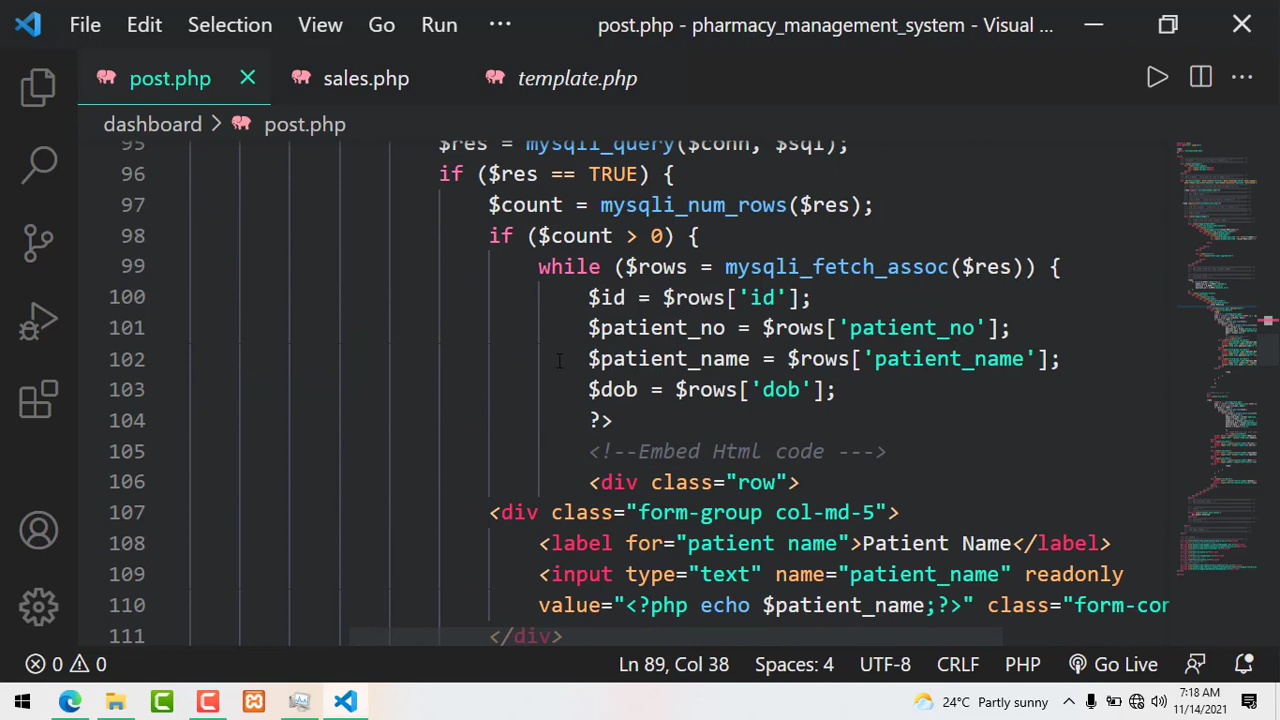 File Edit Selection View Go Run ··· post.php - pharmacy_management_system - Visual ...
post.php sales.php template.php
dashboard > post.php
95 $res = mysqli_query($conn, $sql);
96 if ($res == TRUE) {
97 $count = mysqli_num_rows($res);
98 if ($count > 0) {
99 while ($rows = mysqli_fetch_assoc($res)) {
100 $id = $rows['id'];
101 $patient_no = $rows['patient_no'];
102 $patient_name = $rows['patient_name'];
103 $dob = $rows['dob'];
104 ?>
105 <!--Embed Html code --->
106 <div class="row">
107 <div class="form-group col-md-5">
108 <label for="patient name">Patient Name</label>
109 <input type="text" name="patient_name" readonly
110 value="<?php echo $patient_name;?>" class="form-con
111 </div>
0 0 Ln 89, Col 38 Spaces: 4 UTF-8 CRLF PHP Go Live
24°C Partly sunny 7:18 AM
11/14/2021